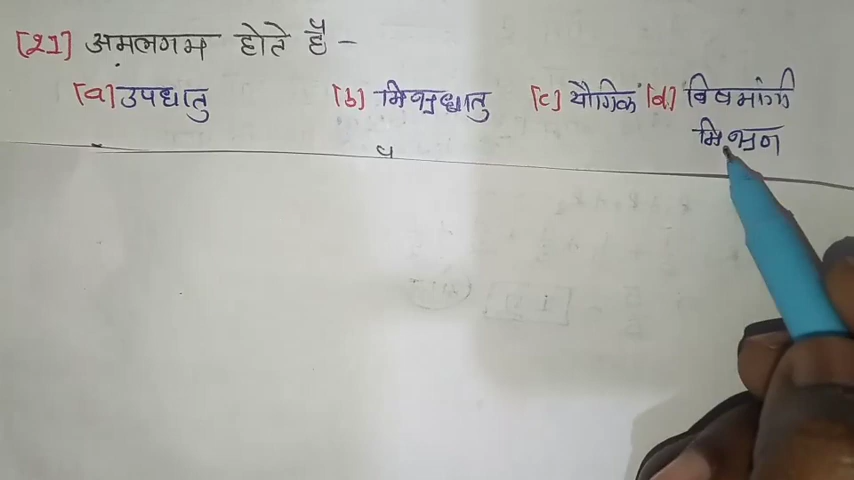 [21] अमलगम होते हैं -
[a] उपधातु [b] मिश्रधातु [c] यौगिक [d] विषमांगी
मिश्रण